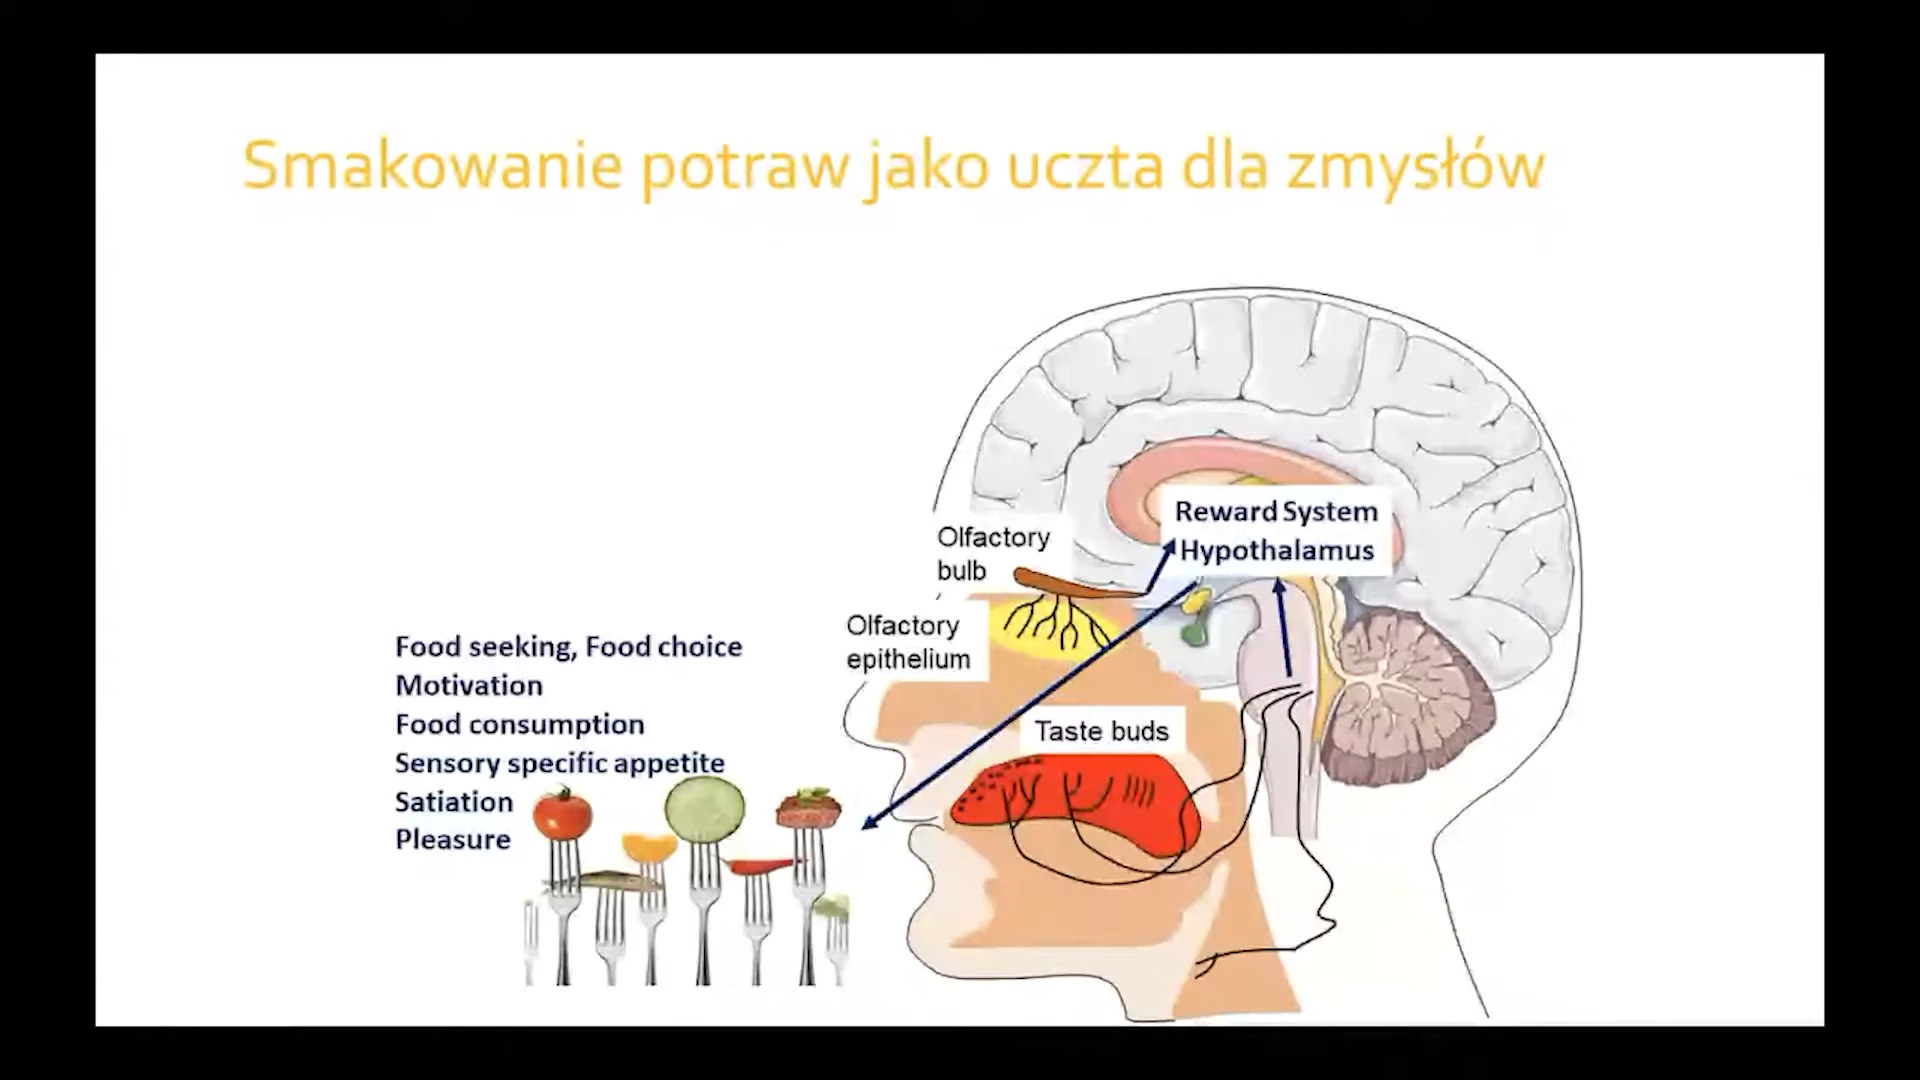 Smakowanie potraw jako uczta dla zmysłów
Reward System
Hypothalamus
Olfactory
bulb
Olfactory
epithelium
Taste buds
Food seeking, Food choice
Motivation
Food consumption
Sensory specific appetite
Satiation
Pleasure